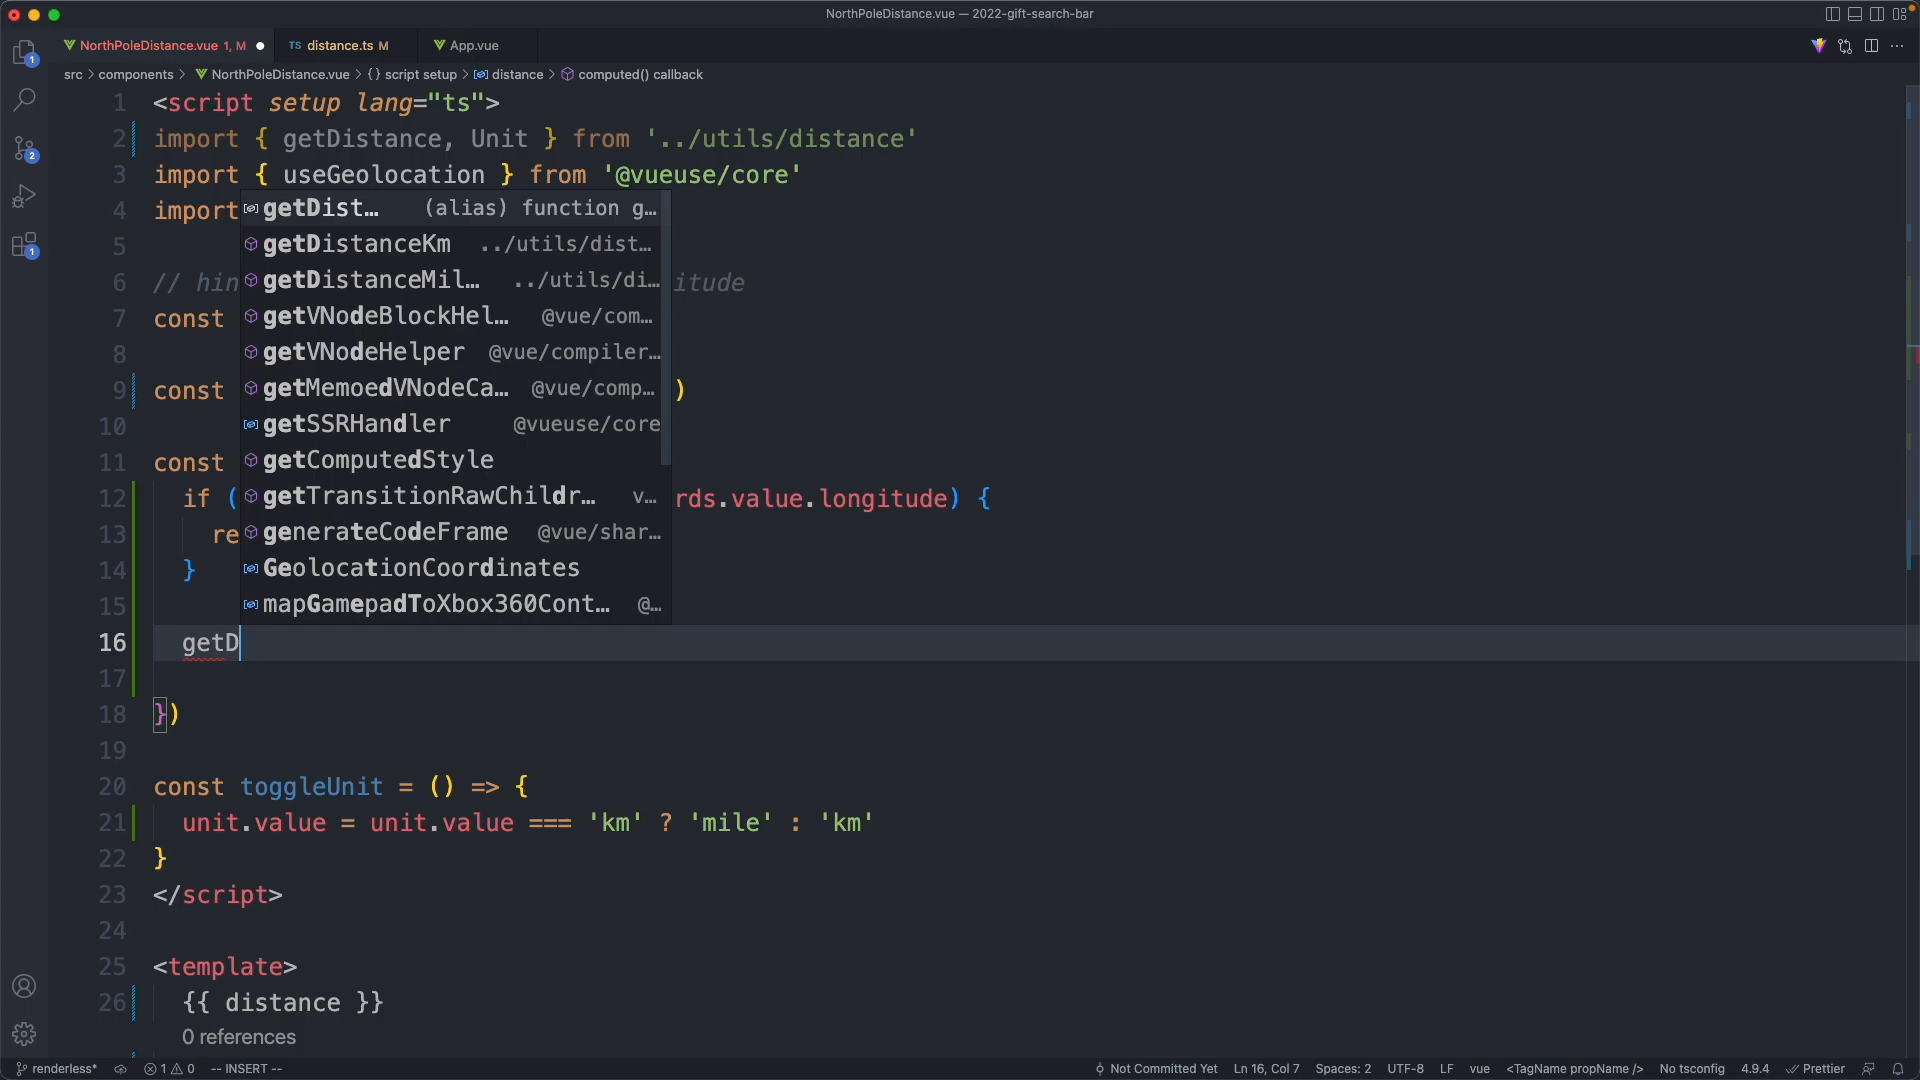 NorthPoleDistance.vue — 2022-gift-search-bar
NorthPoleDistance.vue 1, M
TS distance.ts M
App.vue
src > components > NorthPoleDistance.vue > {} script setup > distance > computed() callback
1 <script setup lang="ts">
2 import { getDistance, Unit } from '../utils/distance'
3 import { useGeolocation } from '@vueuse/core'
4 import
5
6 // hin itude
7 const
8
9 const )
10
11 const
12 if ( rds.value.longitude) {
13 re
14 }
15
16 getD
17
18 })
19
20 const toggleUnit = () => {
21 unit.value = unit.value === 'km' ? 'mile' : 'km'
22 }
23 </script>
24
25 <template>
26 {{ distance }}
0 references
getDist… (alias) function g…
getDistanceKm ../utils/dist…
getDistanceMil… ../utils/di…
getVNodeBlockHel… @vue/com…
getVNodeHelper @vue/compiler…
getMemoedVNodeCa… @vue/comp…
getSSRHandler @vueuse/core
getComputedStyle
getTransitionRawChildr… v…
generateCodeFrame @vue/shar…
GeolocationCoordinates
mapGamepadToXbox360Cont… @…
1
2
1
renderless* 1 0 -- INSERT --
Not Committed Yet Ln 16, Col 7 Spaces: 2 UTF-8 LF vue <TagName propName /> No tsconfig 4.9.4 Prettier